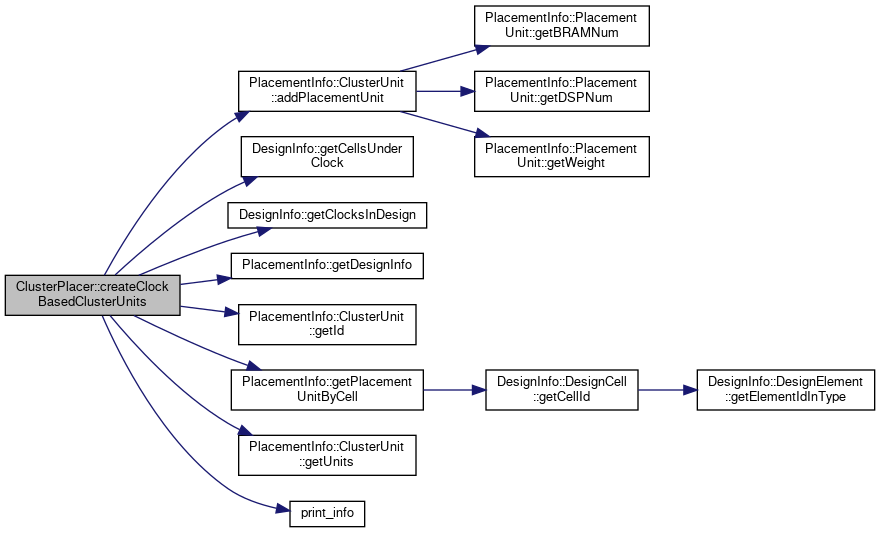 PlacementInfo::Placement
Unit::getBRAMNum
PlacementInfo::ClusterUnit
::addPlacementUnit
PlacementInfo::Placement
Unit::getDSPNum
DesignInfo::getCellsUnder
Clock
PlacementInfo::Placement
Unit::getWeight
DesignInfo::getClocksInDesign
PlacementInfo::getDesignInfo
ClusterPlacer::createClock
BasedClusterUnits
PlacementInfo::ClusterUnit
::getId
PlacementInfo::getPlacement
UnitByCell
DesignInfo::DesignCell
::getCellId
DesignInfo::DesignElement
::getElementIdInType
PlacementInfo::ClusterUnit
::getUnits
print_info